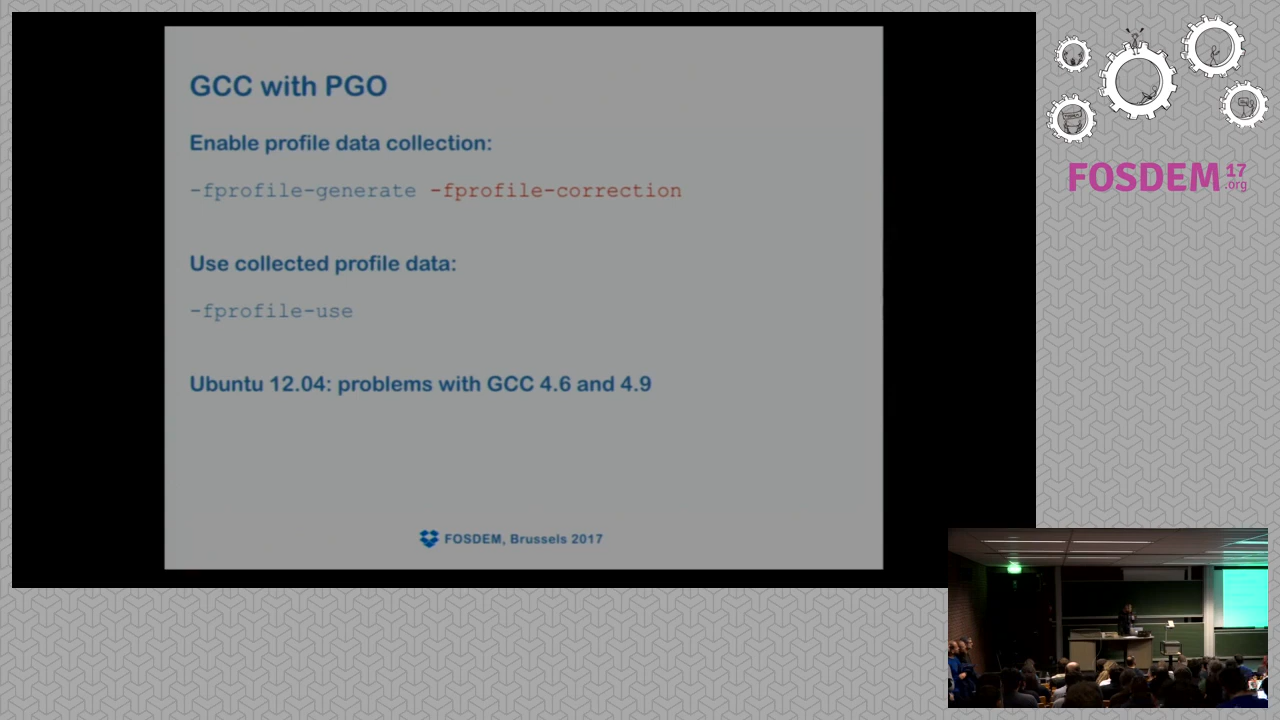 GCC with PGO
Enable profile data collection:
-fprofile-generate -fprofile-correction
Use collected profile data:
-fprofile-use
Ubuntu 12.04: problems with GCC 4.6 and 4.9
FOSDEM, Brussels 2017
FOSDEM 17
.org